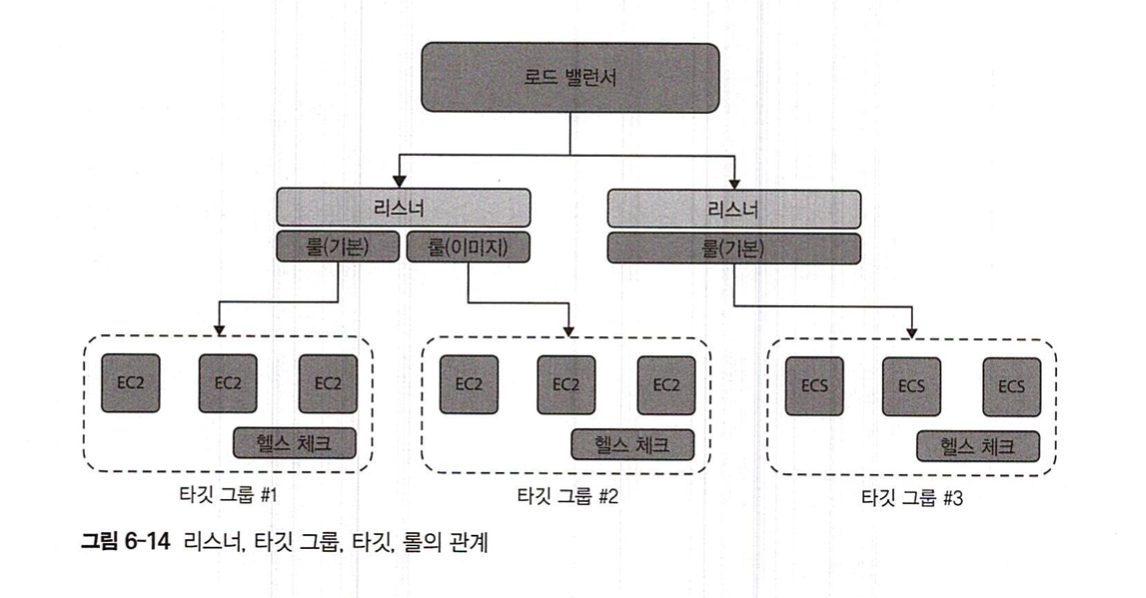 로드 밸런서
리스너
리스너
룰(기본)
룰(이미지)
룰(기본)
EC2
EC2
EC2
헬스 체크
EC2
EC2
EC2
헬스 체크
ECS
ECS
ECS
헬스 체크
타깃 그룹 #1
타깃 그룹 #2
타깃 그룹 #3
그림 6-14 리스너, 타깃 그룹, 타깃, 롤의 관계